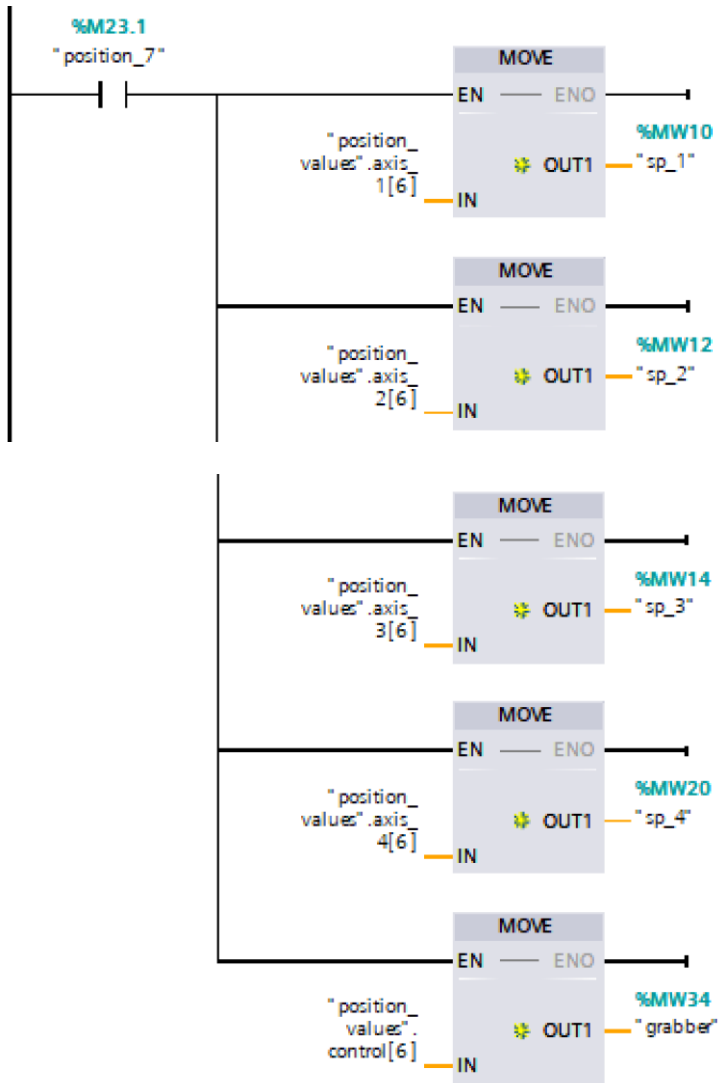 %M23.1
"position_7"
MOVE
EN ENO
%MW10
"position_
values".axis_
1[6]
OUT1
"sp_1"
IN
MOVE
EN ENO
%MW12
"position_
values".axis_
2[6]
OUT1
"sp_2"
IN
MOVE
EN ENO
%MW14
"position_
values".axis_
3[6]
OUT1
"sp_3"
IN
MOVE
EN ENO
%MW20
"position_
values".axis_
4[6]
OUT1
"sp_4"
IN
MOVE
EN ENO
%MW34
"position_
values".
control[6]
OUT1
"grabber"
IN